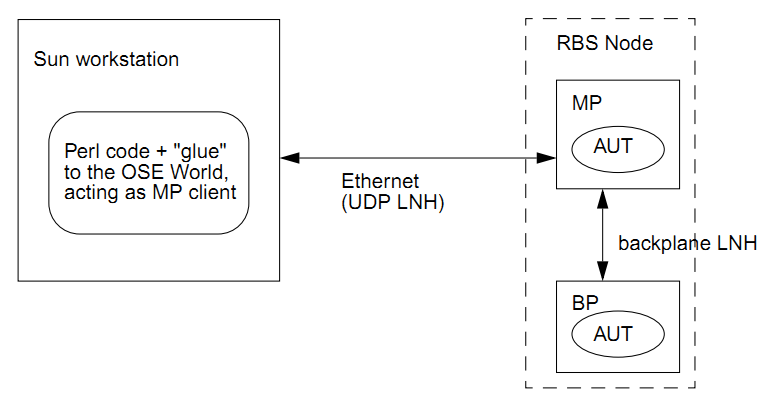 Sun workstation
Perl code + "glue"
to the OSE World,
acting as MP client
Ethernet
(UDP LNH)
RBS Node
MP
AUT
backplane LNH
BP
AUT